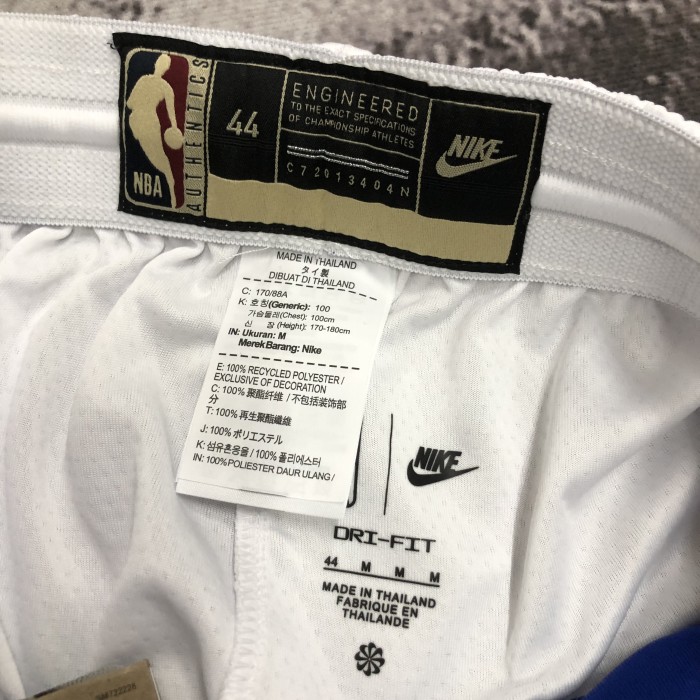 NBA
AUTHENTICS
44
ENGINEERED
TO THE EXACT SPECIFICATIONS
OF CHAMPIONSHIP ATHLETES
C72013404N
NIKE
MADE IN THAILAND
タイ製
DIBUAT DI THAILAND
C: 170/88A
K: 호칭(Generic): 100
가슴둘레(Chest): 100cm
신 장 (Height): 170-180cm
IN: Ukuran: M
MerekBarang: Nike
E: 100% RECYCLED POLYESTER /
EXCLUSIVE OF DECORATION
C: 100% 聚酯纤维 / 不包括装饰部
分
T: 100% 再生聚酯纖維
J: 100% ポリエステル
K: 섬유혼용율 / 100% 폴리에스터
IN: 100% POLIESTER DAUR ULANG /
NIKE
DRI-FIT
44 M M M
MADE IN THAILAND
FABRIQUE EN
THAILANDE